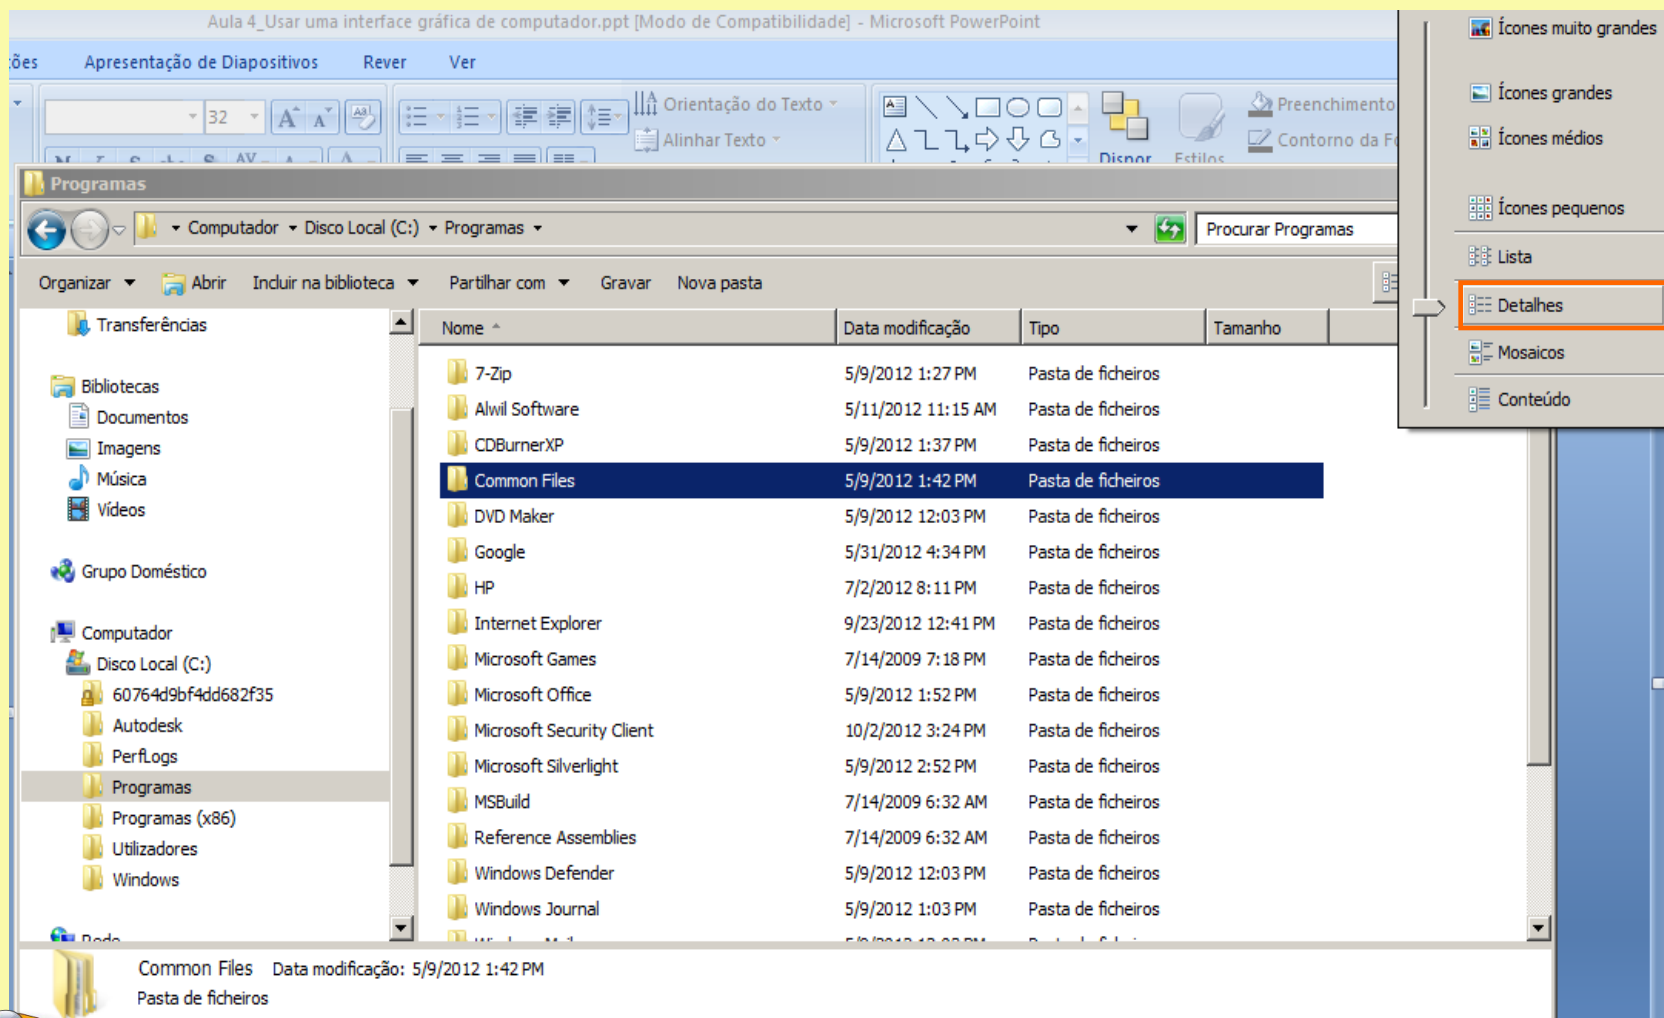 Aula 4_Usar uma interface gráfica de computador.ppt [Modo de Compatibilidade] - Microsoft PowerPoint
ões Apresentação de Diapositivos Rever Ver
32 Orientação do Texto Preenchimento
Alinhar Texto Dispor Estilos Contorno da Fo
Programas
Computador Disco Local (C:) Programas Procurar Programas
Organizar Abrir Incluir na biblioteca Partilhar com Gravar Nova pasta
Transferências
Bibliotecas
Documentos
Imagens
Música
Vídeos
Grupo Doméstico
Computador
Disco Local (C:)
60764d9bf4dd682f35
Autodesk
PerfLogs
Programas
Programas (x86)
Utilizadores
Windows
Rede
Nome Data modificação Tipo Tamanho
7-Zip 5/9/2012 1:27 PM Pasta de ficheiros
Alwil Software 5/11/2012 11:15 AM Pasta de ficheiros
CDBurnerXP 5/9/2012 1:37 PM Pasta de ficheiros
Common Files 5/9/2012 1:42 PM Pasta de ficheiros
DVD Maker 5/9/2012 12:03 PM Pasta de ficheiros
Google 5/31/2012 4:34 PM Pasta de ficheiros
HP 7/2/2012 8:11 PM Pasta de ficheiros
Internet Explorer 9/23/2012 12:41 PM Pasta de ficheiros
Microsoft Games 7/14/2009 7:18 PM Pasta de ficheiros
Microsoft Office 5/9/2012 1:52 PM Pasta de ficheiros
Microsoft Security Client 10/2/2012 3:24 PM Pasta de ficheiros
Microsoft Silverlight 5/9/2012 2:52 PM Pasta de ficheiros
MSBuild 7/14/2009 6:32 AM Pasta de ficheiros
Reference Assemblies 7/14/2009 6:32 AM Pasta de ficheiros
Windows Defender 5/9/2012 12:03 PM Pasta de ficheiros
Windows Journal 5/9/2012 1:03 PM Pasta de ficheiros
Common Files Data modificação: 5/9/2012 1:42 PM
Pasta de ficheiros
Ícones muito grandes
Ícones grandes
Ícones médios
Ícones pequenos
Lista
Detalhes
Mosaicos
Conteúdo